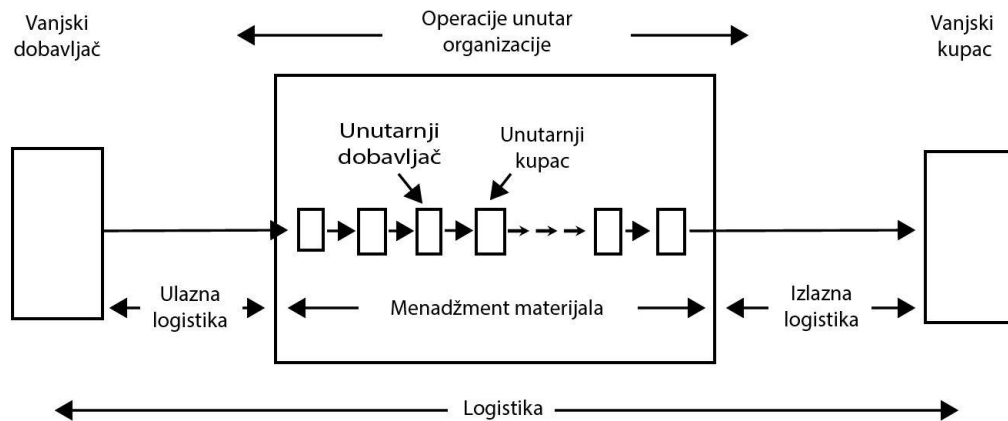 Vanjski
dobavljač
Operacije unutar
organizacije
Vanjski
kupac
Unutarnji
dobavljač
Unutarnji
kupac
Ulazna
logistika
Menadžment materijala
Izlazna
logistika
Logistika